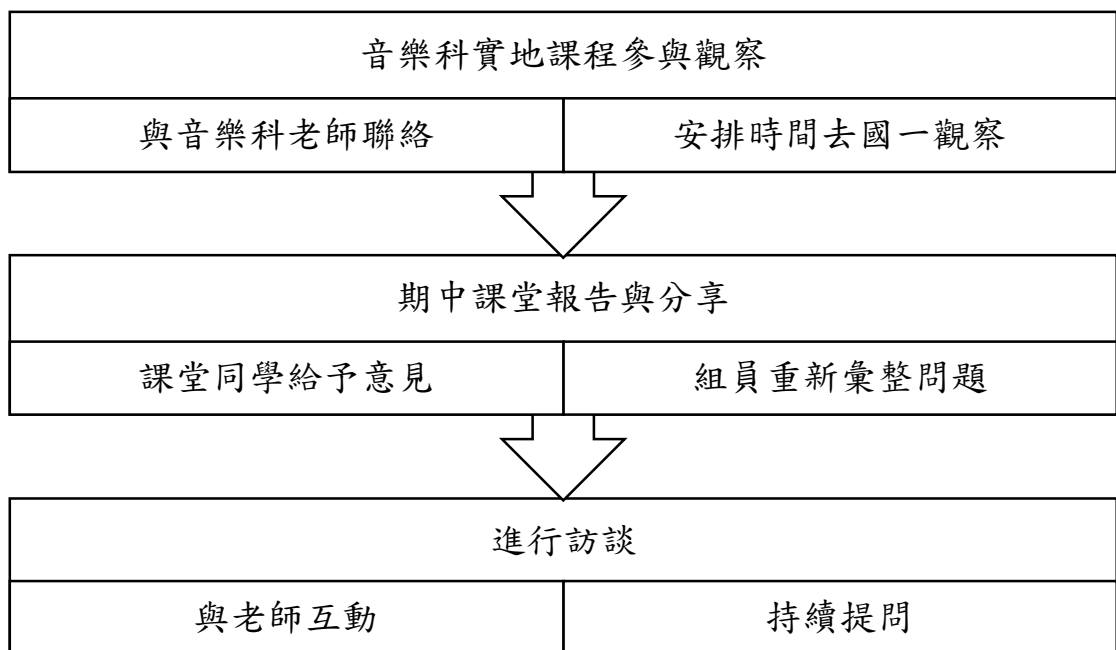 音樂科實地課程參與觀察
與音樂科老師聯絡
安排時間去國一觀察
期中課堂報告與分享
課堂同學給予意見
組員重新彙整問題
進行訪談
與老師互動
持續提問